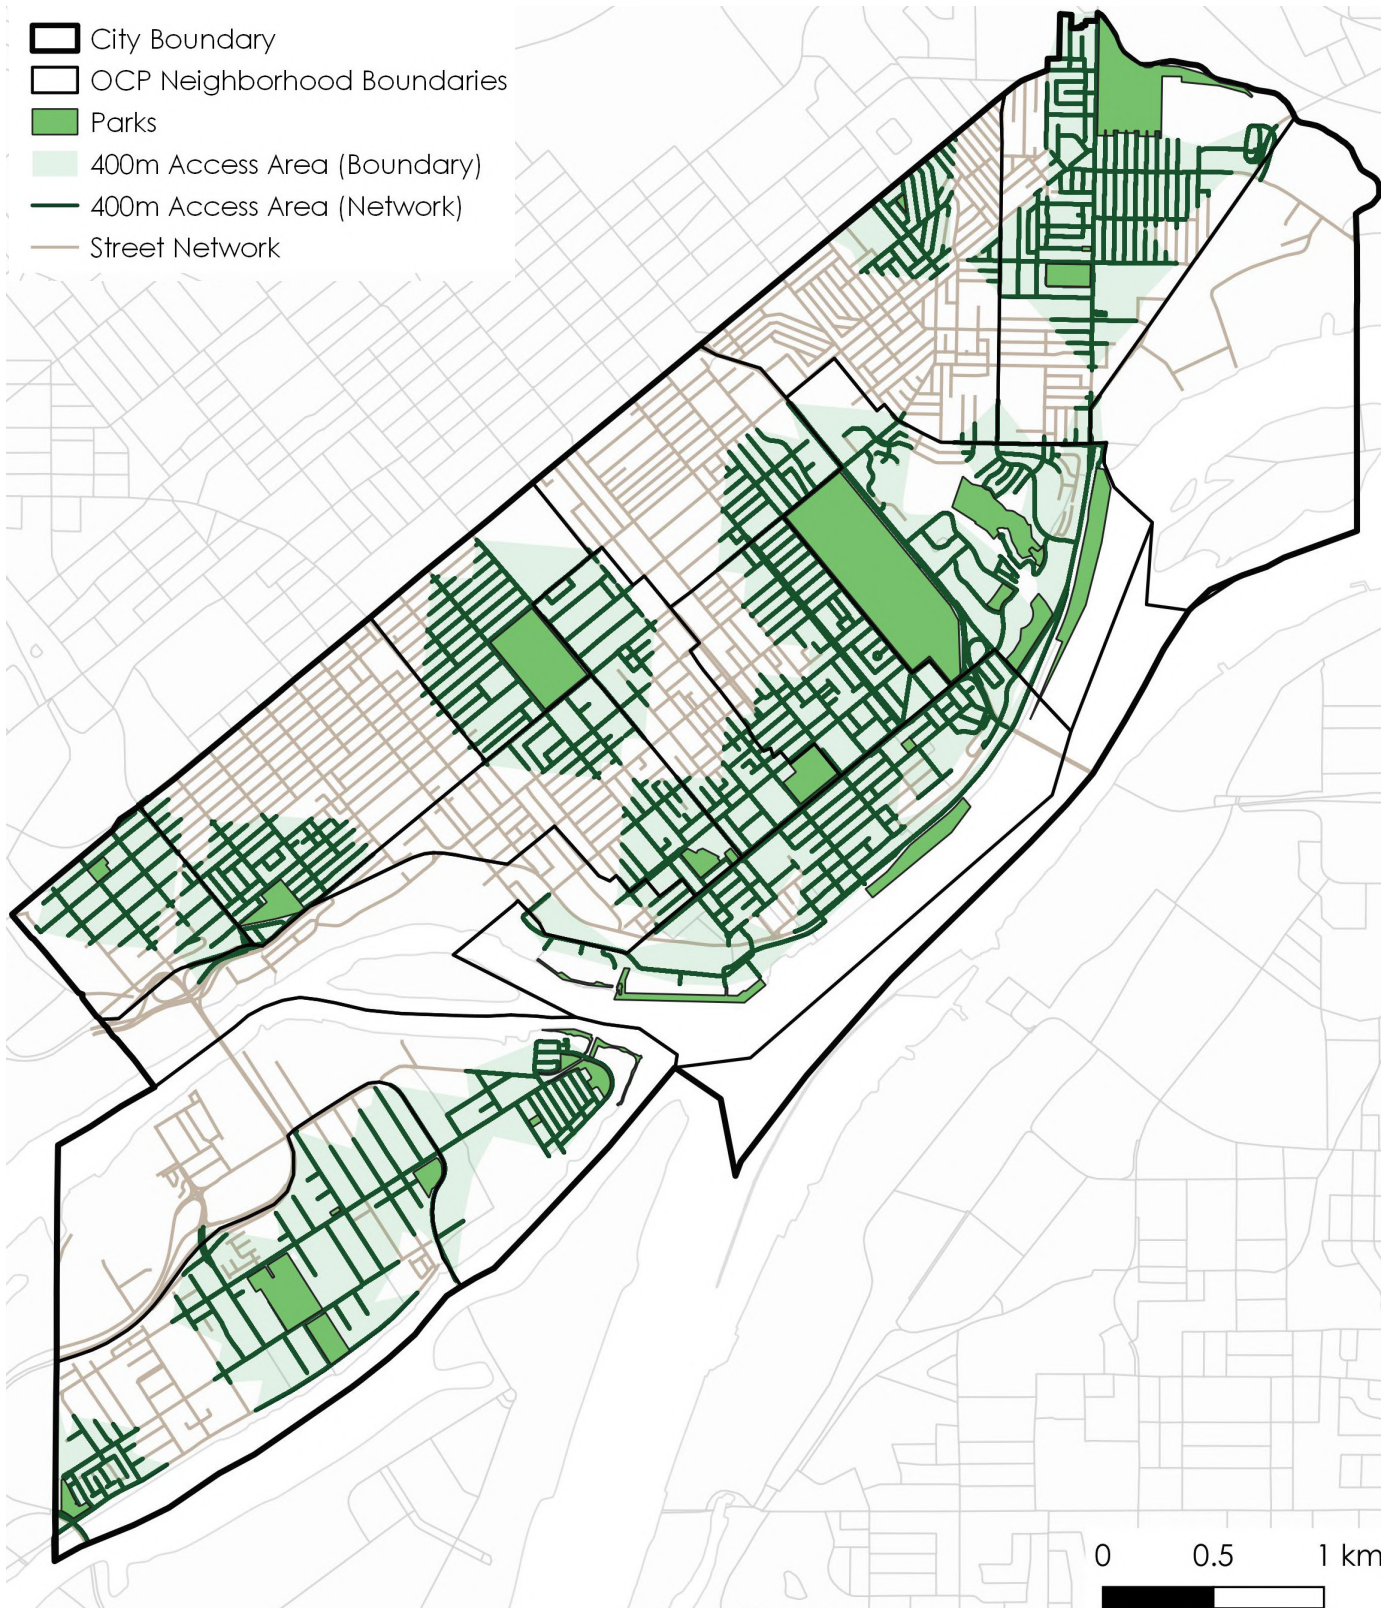 City Boundary
OCP Neighborhood Boundaries
Parks
400m Access Area (Boundary)
400m Access Area (Network)
Street Network
0 0.5 1 km